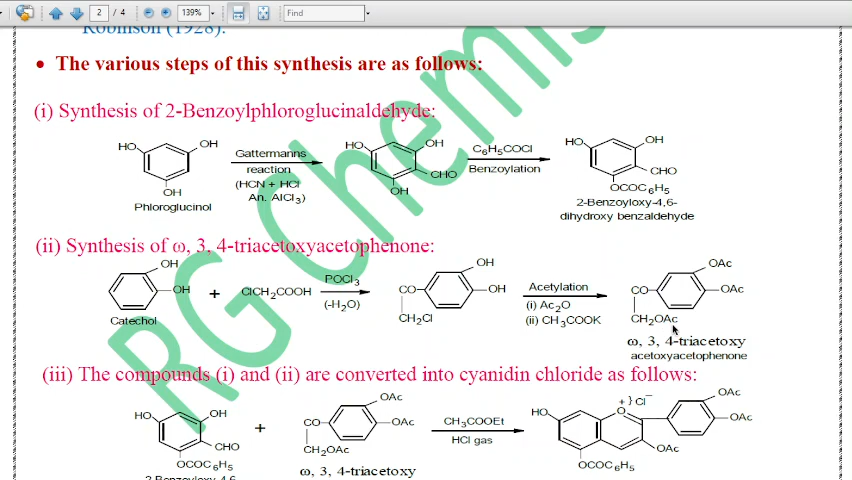 2 / 4 139% Find
Robinson (1928).
• The various steps of this synthesis are as follows:
(i) Synthesis of 2-Benzoylphloroglucinaldehyde:
HO OH OH
Phloroglucinol
Gattermanns
reaction
(HCN + HCl
An. AlCl3)
HO OH CHO OH
C6H5COCl
Benzoylation
HO OH CHO OCOC6H5
2-Benzoyloxy-4,6-
dihydroxy benzaldehyde
(ii) Synthesis of ω, 3, 4-triacetoxyacetophenone:
OH OH
Catechol
+ ClCH2COOH
POCl3
(-H2O)
CO OH OH
CH2Cl
Acetylation
(i) Ac2O
(ii) CH3COOK
CO OAc OAc
CH2OAc
ω, 3, 4-triacetoxy
acetoxyacetophenone
(iii) The compounds (i) and (ii) are converted into cyanidin chloride as follows:
HO OH CHO
OCOC6H5
2-Benzoyloxy-4,6-
+
CO OAc OAc
CH2OAc
ω, 3, 4-triacetoxy
CH3COOEt
HCl gas
HO O + } Cl− OAc OAc
OAc
OCOC6H5
RG Chemis